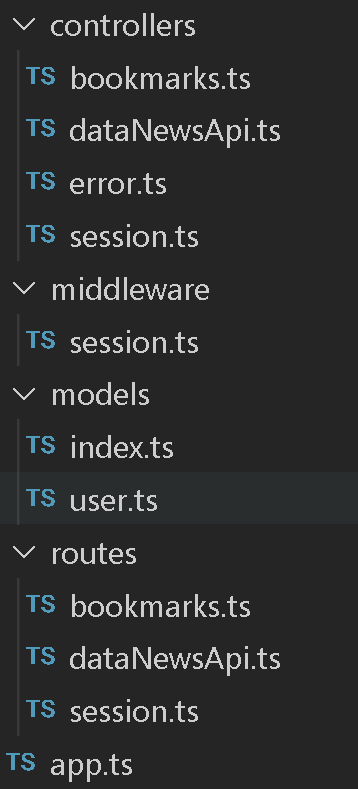 controllers
TS bookmarks.ts
TS dataNewsApi.ts
TS error.ts
TS session.ts
middleware
TS session.ts
models
TS index.ts
TS user.ts
routes
TS bookmarks.ts
TS dataNewsApi.ts
TS session.ts
TS app.ts